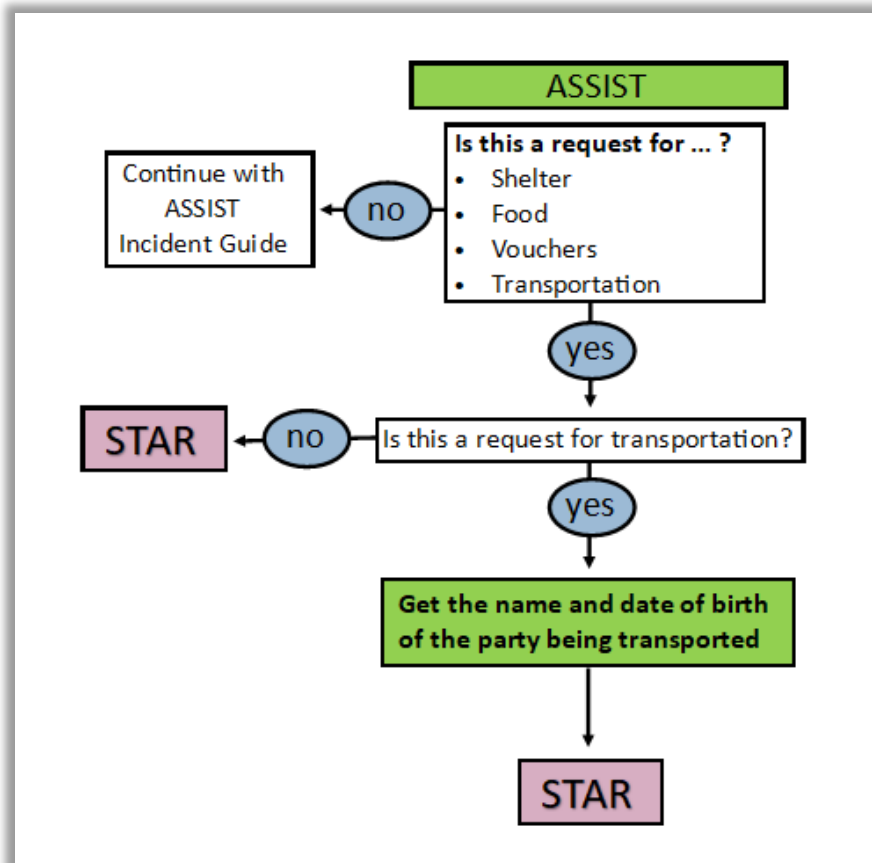 ASSIST
Is this a request for ... ?
• Shelter
• Food
• Vouchers
• Transportation
no
Continue with
ASSIST
Incident Guide
yes
Is this a request for transportation?
no
STAR
yes
Get the name and date of birth
of the party being transported
STAR